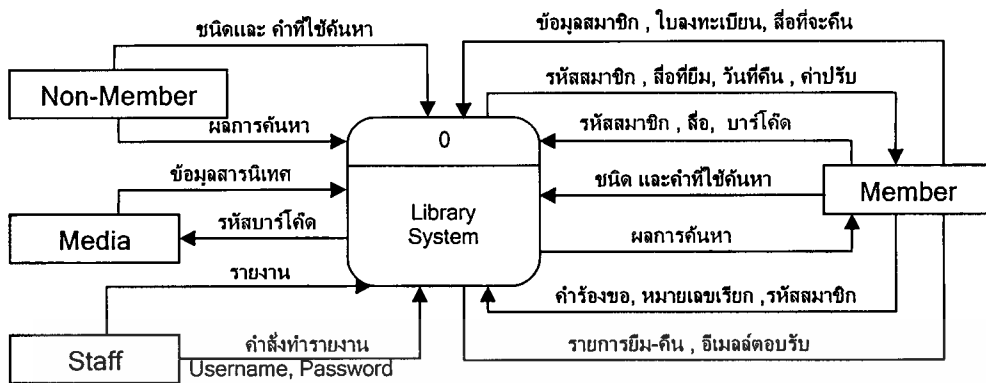 ชนิดและ คำที่ใช้ค้นหา
ข้อมูลสมาชิก , ใบลงทะเบียน, สื่อที่จะคืน
Non-Member
รหัสสมาชิก , สื่อที่ยืม, วันที่คืน , ค่าปรับ
ผลการค้นหา
0
รหัสสมาชิก , สื่อ, บาร์โค๊ด
ข้อมูลสารนิเทศ
ชนิด และคำที่ใช้ค้นหา
Member
Media
รหัสบาร์โค๊ด
Library
System
ผลการค้นหา
รายงาน
คำร้องขอ, หมายเลขเรียก ,รหัสสมาชิก
Staff
คำสั่งทำรายงาน
Username, Password
รายการยืม-คืน , อีเมลล์ตอบรับ